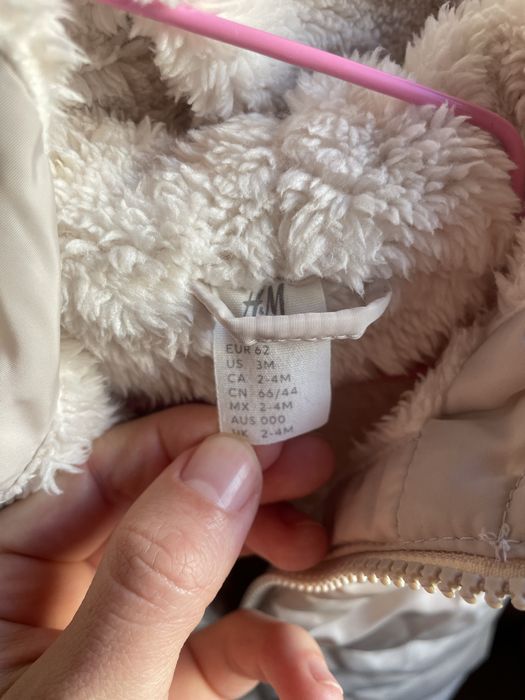 H&M
EUR 62
US 3M
CA 2-4M
CN 66/44
MX 2-4M
AUS 000
UK 2-4M